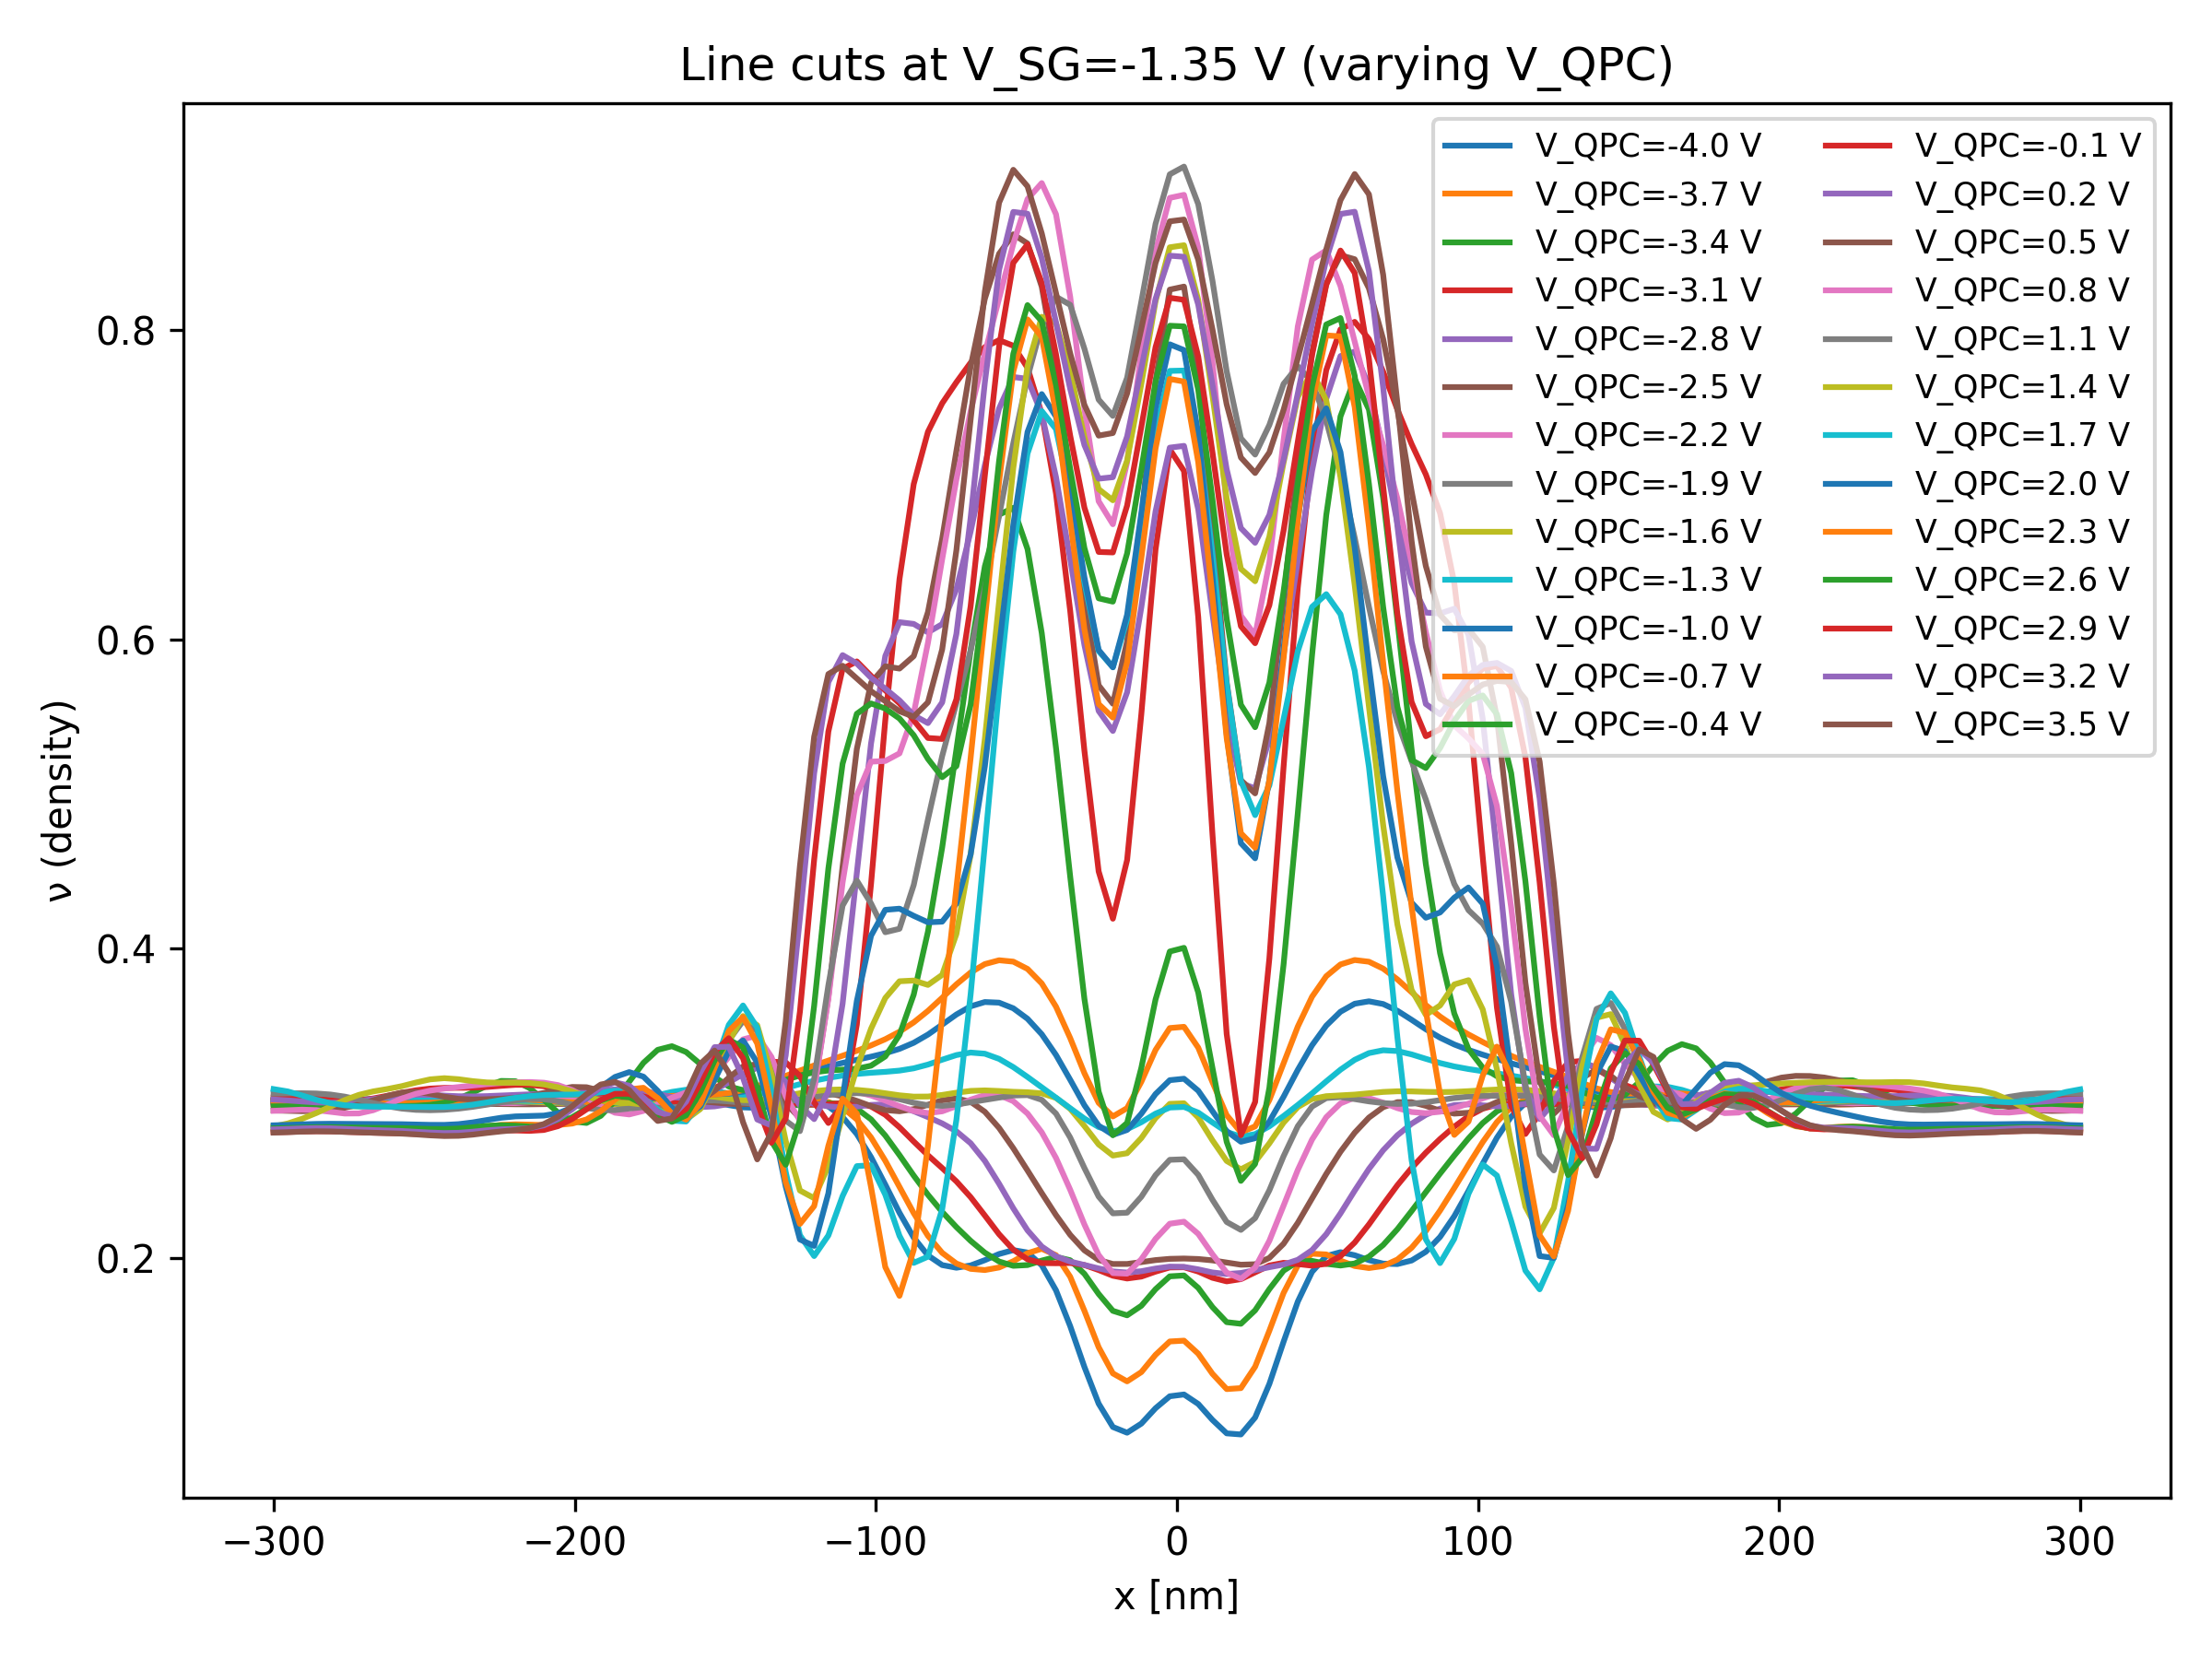 Line cuts at V_SG=-1.35 V (varying V_QPC)
V_QPC=-4.0 V
V_QPC=-3.7 V
V_QPC=-3.4 V
V_QPC=-3.1 V
V_QPC=-2.8 V
V_QPC=-2.5 V
V_QPC=-2.2 V
V_QPC=-1.9 V
V_QPC=-1.6 V
V_QPC=-1.3 V
V_QPC=-1.0 V
V_QPC=-0.7 V
V_QPC=-0.4 V
V_QPC=-0.1 V
V_QPC=0.2 V
V_QPC=0.5 V
V_QPC=0.8 V
V_QPC=1.1 V
V_QPC=1.4 V
V_QPC=1.7 V
V_QPC=2.0 V
V_QPC=2.3 V
V_QPC=2.6 V
V_QPC=2.9 V
V_QPC=3.2 V
V_QPC=3.5 V
ν (density)
0.8
0.6
0.4
0.2
−300
−200
−100
0
100
200
300
x [nm]